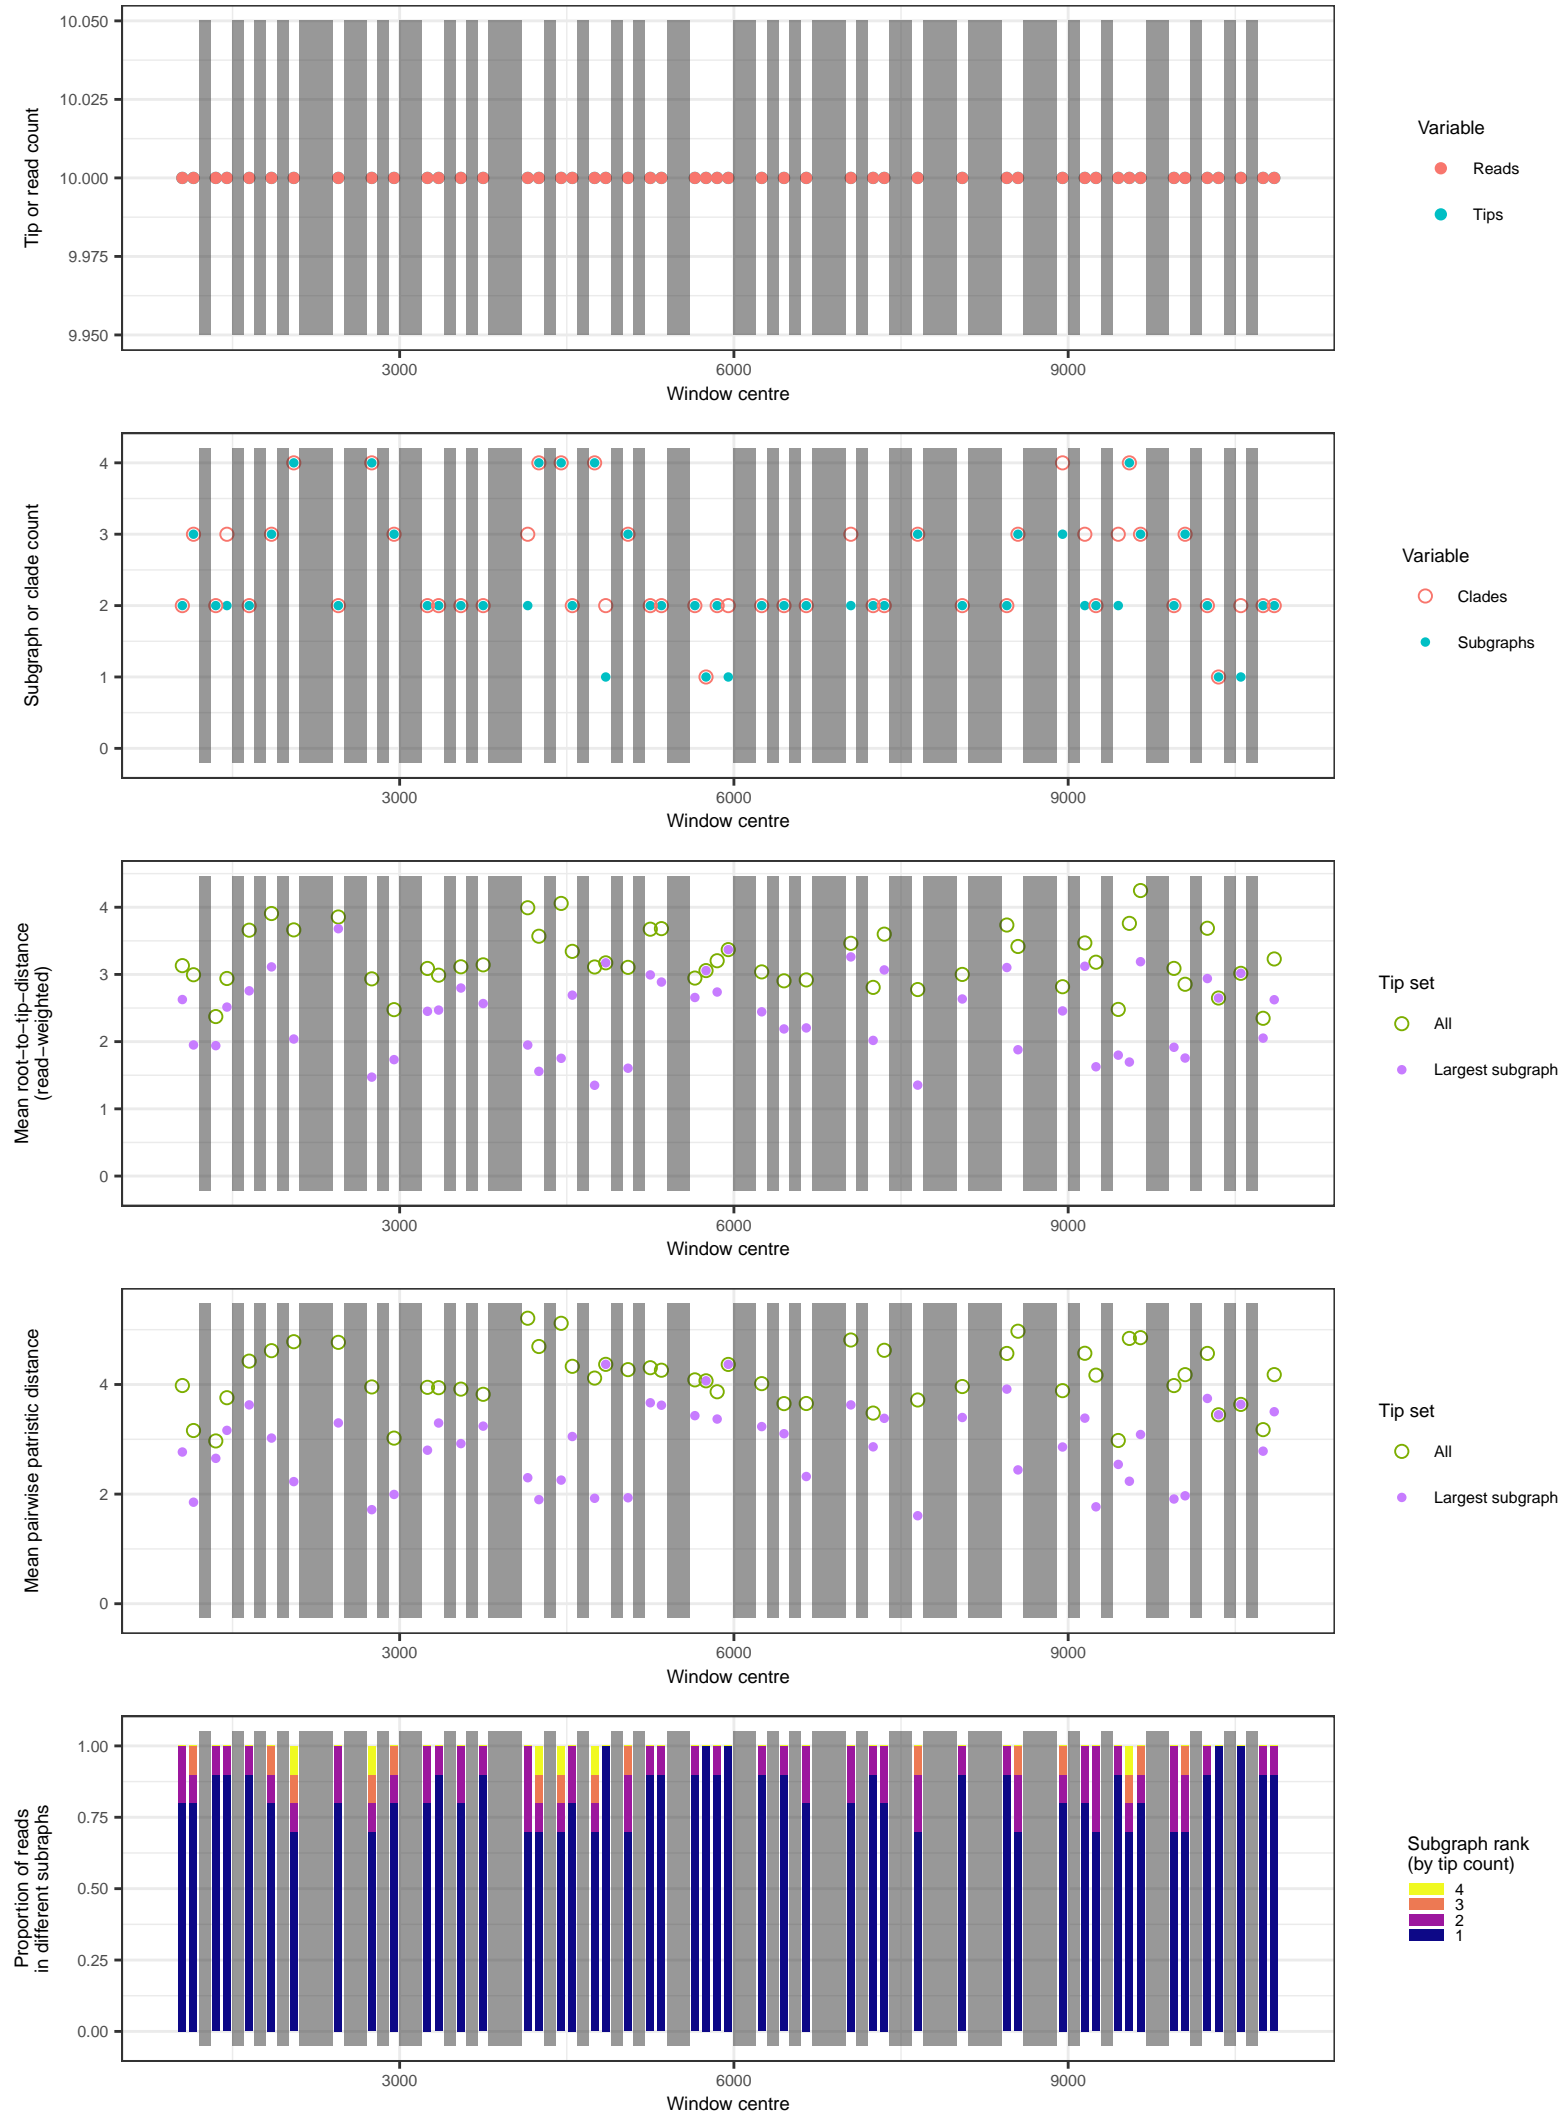 10.050
10.025
10.000
9.975
9.950
Tip or read count
3000 6000 9000
Window centre
Variable
Reads
Tips
4
3
2
1
0
Subgraph or clade count
3000 6000 9000
Window centre
Variable
Clades
Subgraphs
4
3
2
1
0
Mean root−to−tip−distance
(read−weighted)
3000 6000 9000
Window centre
Tip set
All
Largest subgraph
4
2
0
Mean pairwise patristic distance
3000 6000 9000
Window centre
Tip set
All
Largest subgraph
1.00
0.75
0.50
0.25
0.00
Proportion of reads
in different subraphs
3000 6000 9000
Window centre
Subgraph rank
(by tip count)
4
3
2
1